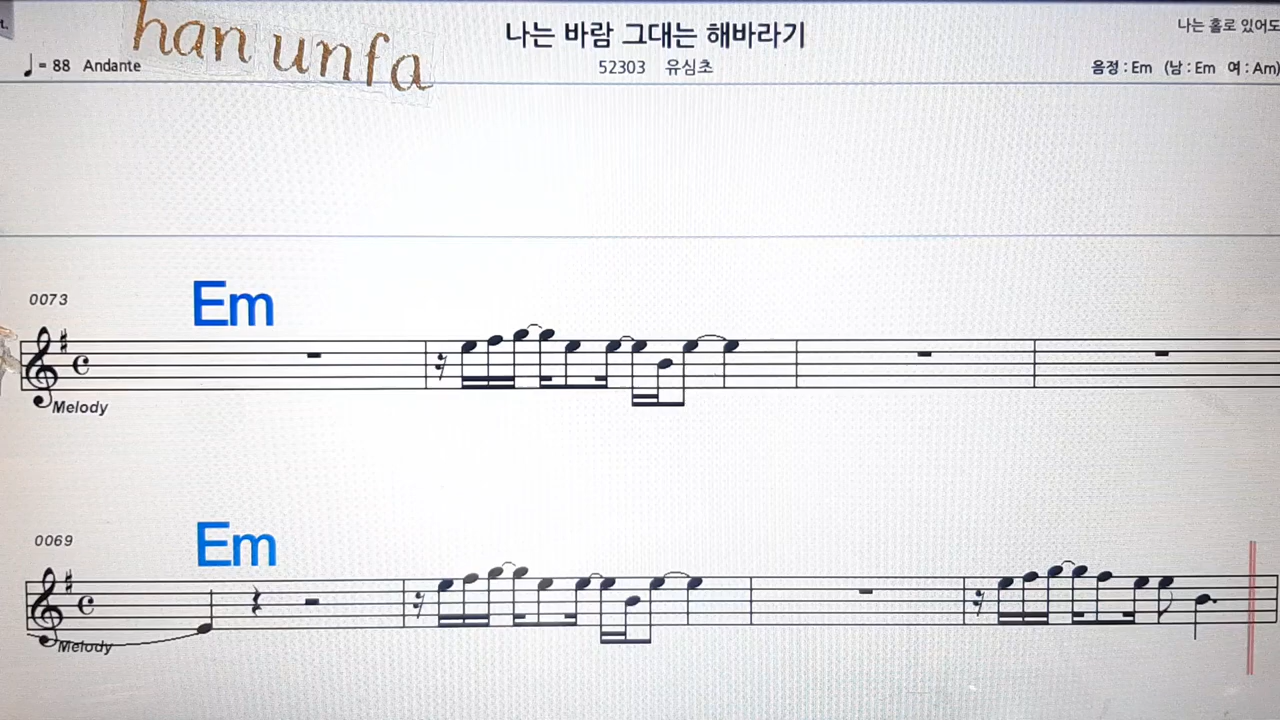 t.
han unfa
나는 바람 그대는 해바라기
나는 홀로 있어도
♩= 88 Andante
52303 유심초
음정 : Em (남 : Em 여 : Am)
0073
Em
Melody
0069
Em
Melody